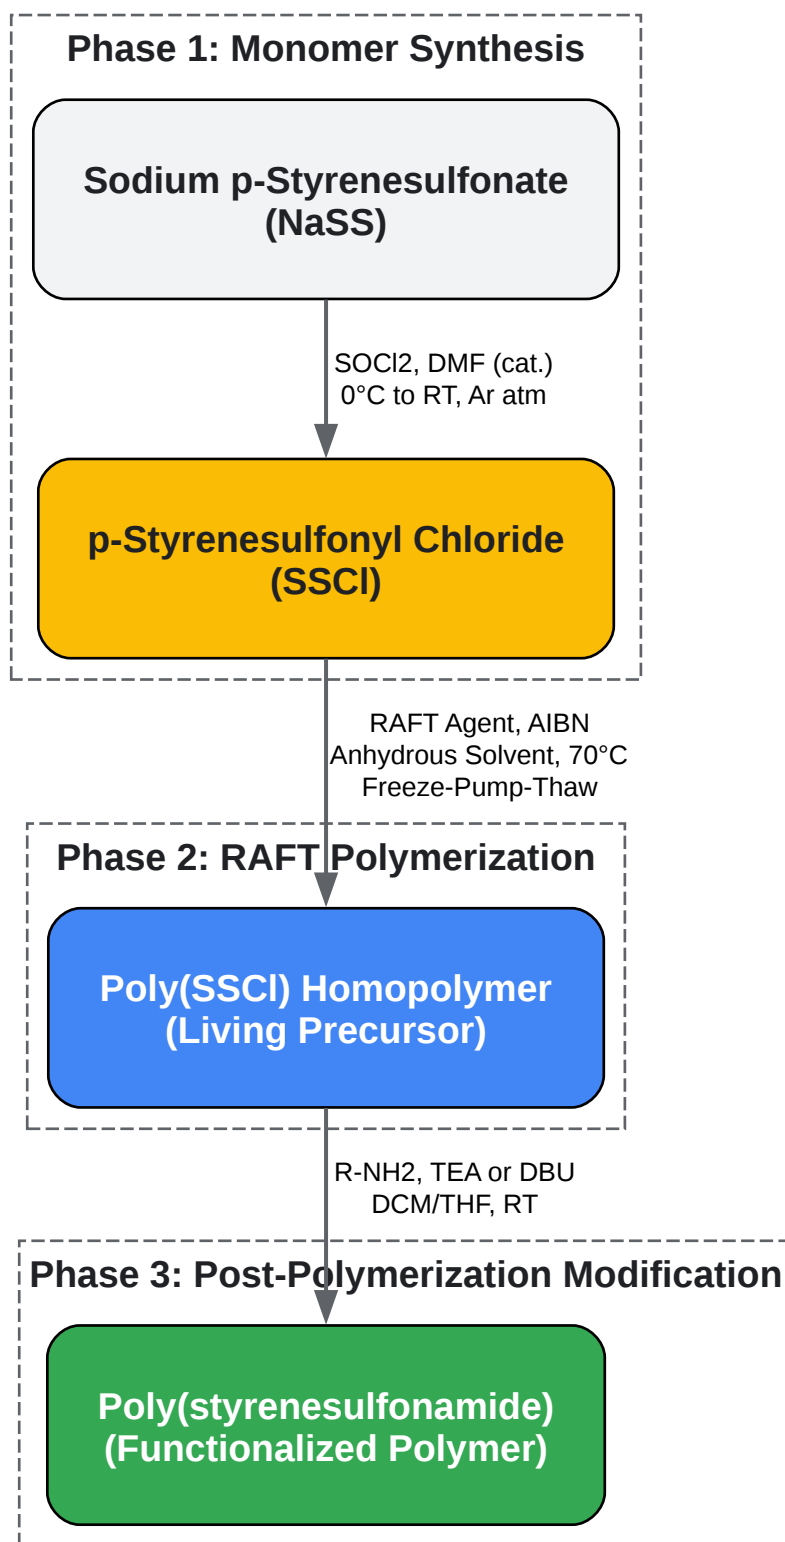 Phase 1: Monomer Synthesis
Sodium p-Styrenesulfonate
(NaSS)
SOCl2, DMF (cat.)
0°C to RT, Ar atm
p-Styrenesulfonyl Chloride
(SSCl)
RAFT Agent, AIBN
Anhydrous Solvent, 70°C
Freeze-Pump-Thaw
Phase 2: RAFT Polymerization
Poly(SSCl) Homopolymer
(Living Precursor)
R-NH2, TEA or DBU
DCM/THF, RT
Phase 3: Post-Polymerization Modification
Poly(styrenesulfonamide)
(Functionalized Polymer)